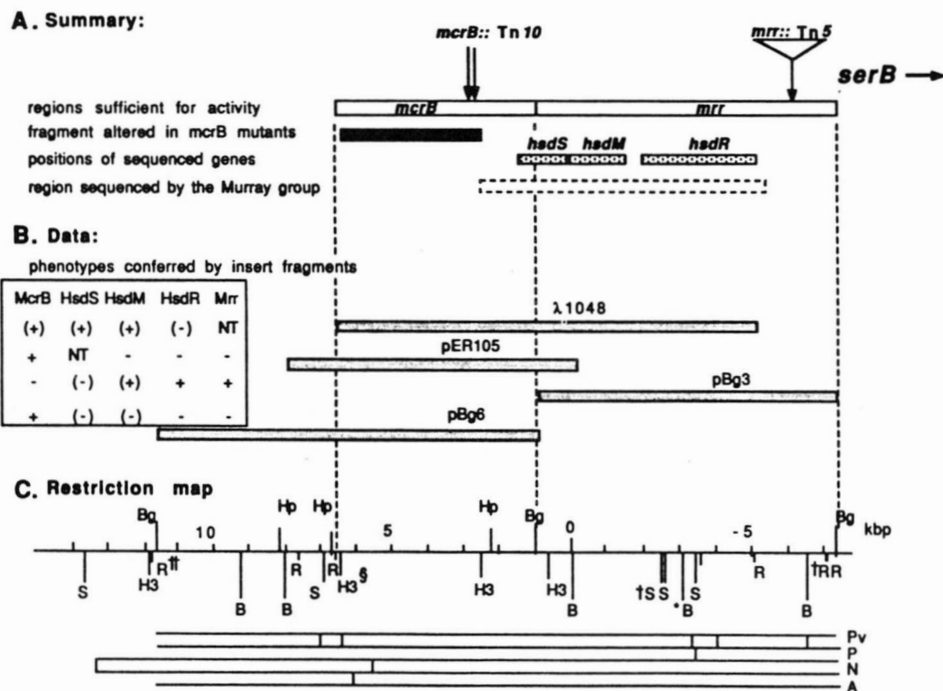 A. Summary:
mcrB:: Tn10
mrr:: Tn5
serB
regions sufficient for activity
mcrB
mrr
fragment altered in mcrB mutants
positions of sequenced genes
hsdS hsdM hsdR
region sequenced by the Murray group
B. Data:
phenotypes conferred by insert fragments
McrB HsdS HsdM HsdR Mrr
(+) (+) (+) (-) NT
λ1048
+ NT - - -
pER105
- (-) (+) + +
pBg3
+ (-) (-) - -
pBg6
C. Restriction map
Bg Hp Hp Hp Bg Bg
10 5 0 -5 kbp
S H3 R†† B B R S R H3§ H3 H3 B †S S *B S R B †R R
Pv
P
N
A